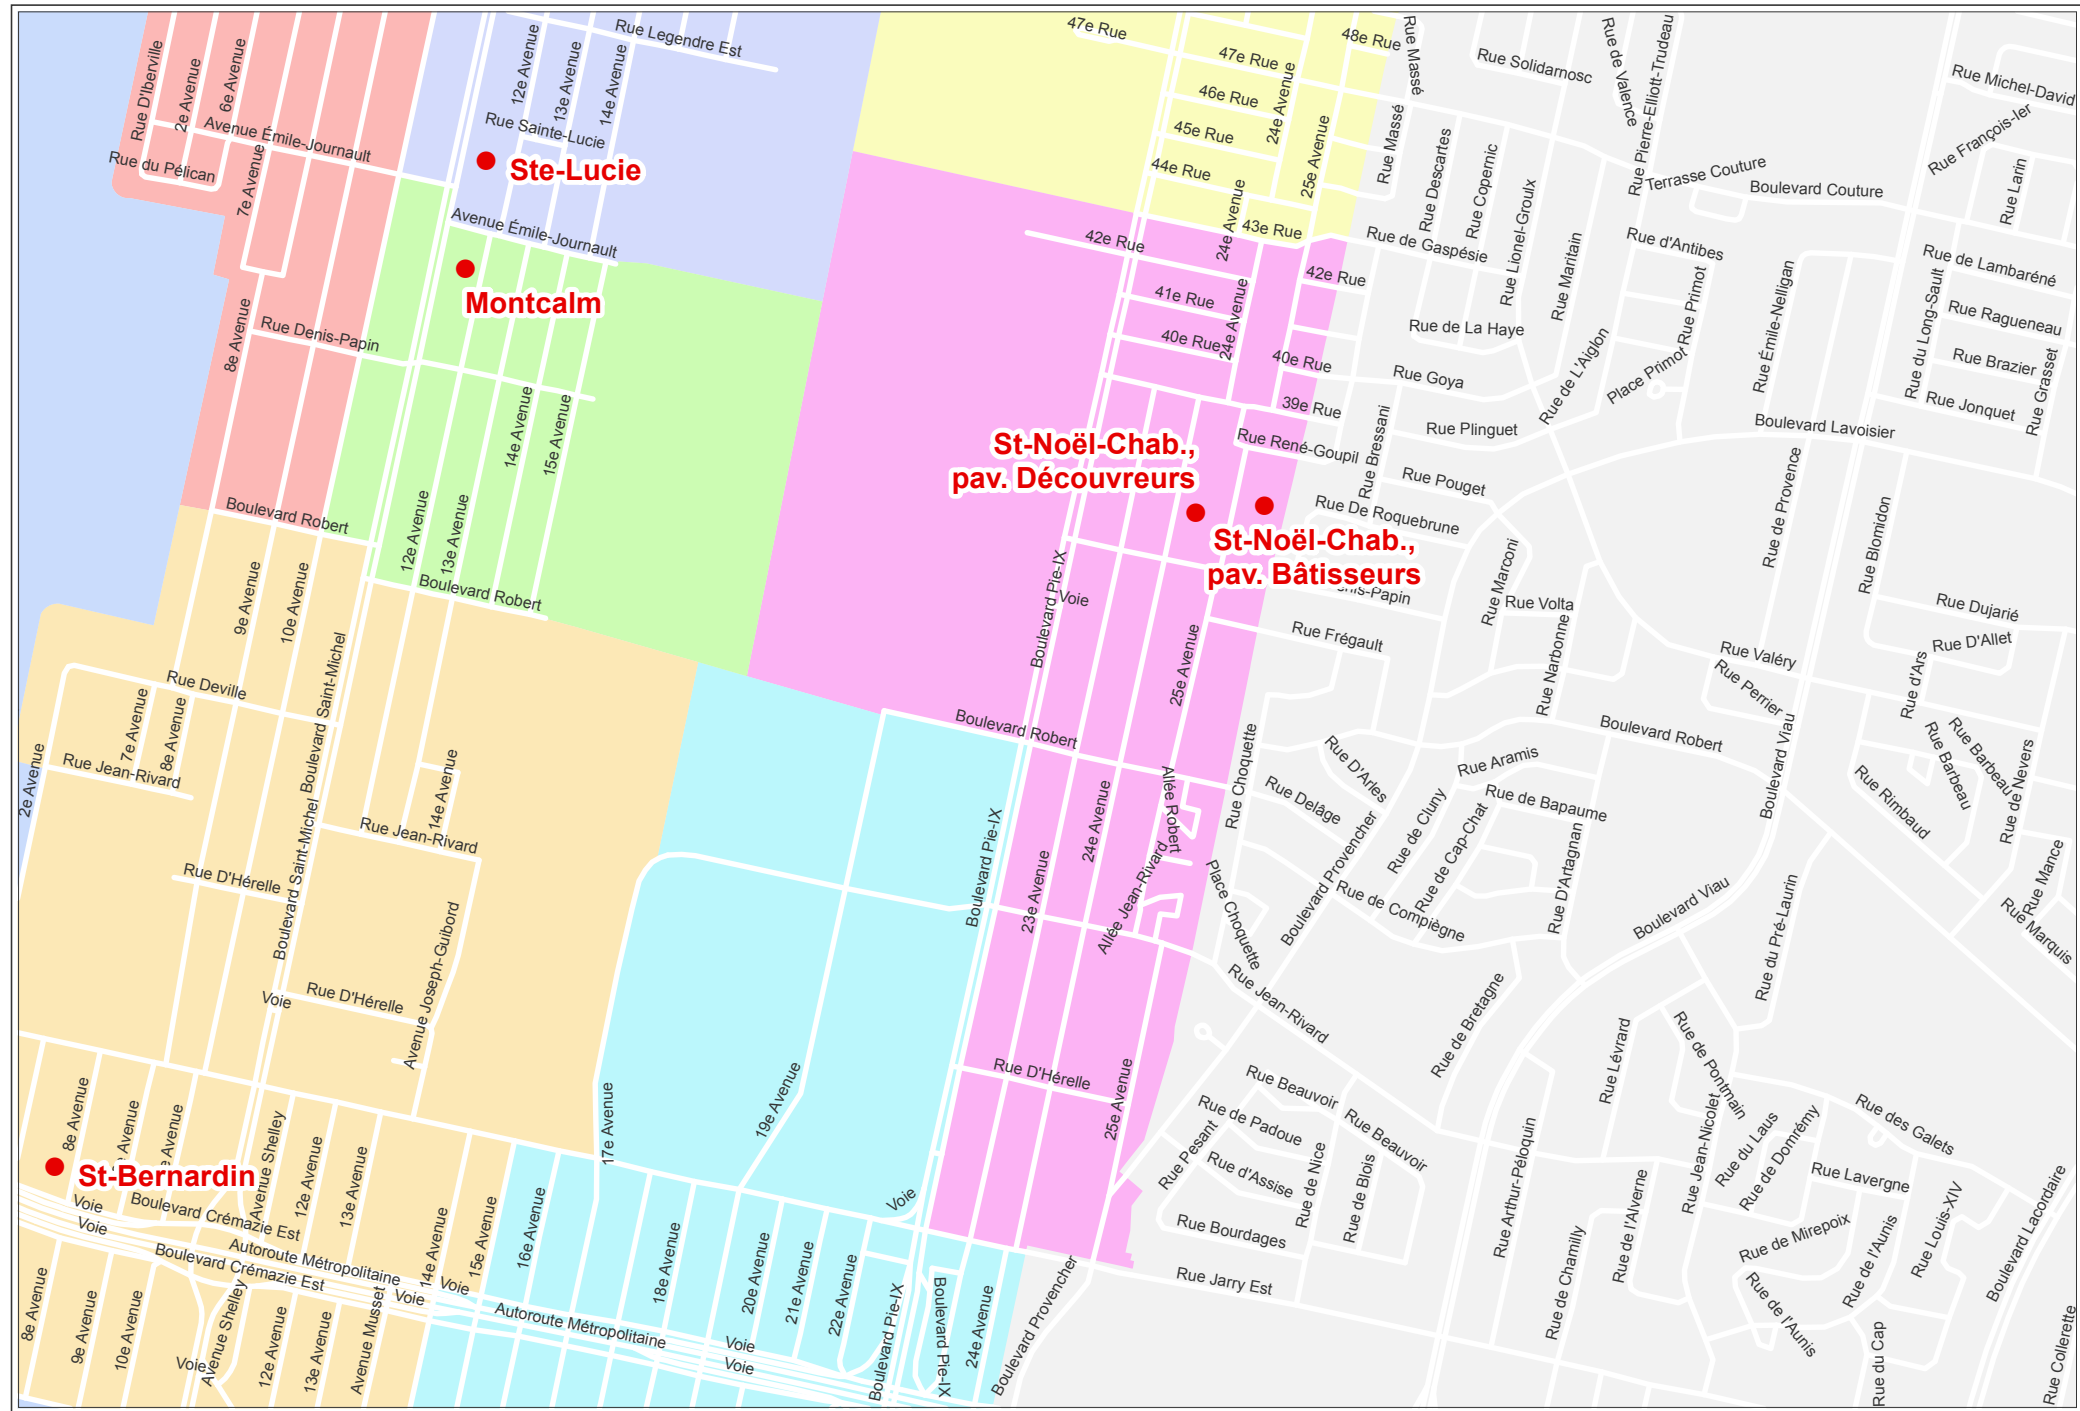 47e Rue
48e Rue
Rue Massé
Rue Legendre Est
Rue D'Iberville
2e Avenue
6e Avenue
12e Avenue
13e Avenue
14e Avenue
47e Rue
24e Avenue
Rue Solidarnosc
Rue de Valence
Rue Pierre-Elliott-Trudeau
Rue Michel-David
46e Rue
45e Rue
44e Rue
25e Avenue
Rue Massé
Rue Descartes
Rue Copernic
Rue Lionel-Groulx
Rue Maritain
Terrasse Couture
Boulevard Couture
Rue François-Ier
Rue Larin
Avenue Émile-Journault
Rue du Pélican
7e Avenue
Rue Sainte-Lucie
Ste-Lucie
Avenue Émile-Journault
Montcalm
42e Rue
24e Avenue
43e Rue
Rue de Gaspésie
Rue d'Antibes
Rue de Lambaréné
42e Rue
41e Rue
24e Avenue
40e Rue
40e Rue
Rue de La Haye
Rue Primot
Place Primot
Rue Émile-Nelligan
Rue du Long-Sault
Rue Ragueneau
Rue Brazier
Rue Grasset
Rue Jonquet
8e Avenue
Rue Denis-Papin
14e Avenue
15e Avenue
Rue Goya
Rue de L'Aiglon
39e Rue
Rue Bressani
Rue Plinguet
Boulevard Lavoisier
Rue René-Goupil
St-Noël-Chab.,
pav. Découvreurs
Rue Pouget
Rue De Roquebrune
Rue de Provence
Rue Blomidon
St-Noël-Chab.,
pav. Bâtisseurs
Boulevard Robert
9e Avenue
10e Avenue
12e Avenue
13e Avenue
Boulevard Robert
Boulevard Pie-IX
Voie
Rue Marconi
Rue Volta
Rue Narbonne
Rue Dujarié
Rue D'Allet
Rue Frégault
25e Avenue
Rue Valéry
Rue Perrier
Rue d'Ars
Boulevard Saint-Michel
Rue Deville
7e Avenue
8e Avenue
2e Avenue
Rue Jean-Rivard
Boulevard Robert
Rue Choquette
Rue D'Arles
Boulevard Robert
Boulevard Viau
Rue Barbeau
Rue Barbeau
Rue de Nevers
Rue Rimbaud
Allée Robert
Rue Delâge
Rue Aramis
Rue de Cluny
Rue de Bapaume
Rue de Cap-Chat
Rue D'Artagnan
14e Avenue
Rue Jean-Rivard
Boulevard Saint-Michel
Boulevard Saint-Michel
Rue D'Hérelle
Boulevard Pie-IX
23e Avenue
24e Avenue
Allée Jean-Rivard
Place Choquette
Boulevard Provencher
Rue de Compiègne
Boulevard Viau
Rue du Pré-Laurin
Rue Mance
Rue Marquis
Avenue Joseph-Guibord
Voie
Rue D'Hérelle
Rue Jean-Rivard
Rue de Bretagne
Rue Lévrard
Rue de Pontmain
17e Avenue
19e Avenue
Rue D'Hérelle
25e Avenue
Rue Beauvoir
Rue Beauvoir
Rue de Padoue
Rue Pesant
Rue d'Assise
Rue de Nice
Rue de Blois
Rue Bourdages
Rue Arthur-Péloquin
Rue de l'Alverne
Rue Jean-Nicolet
Rue du Laus
Rue de Domrémy
Rue des Galets
Rue Lavergne
Rue Louis-XIV
Boulevard Lacordaire
8e Avenue
Avenue Shelley
12e Avenue
13e Avenue
St-Bernardin
Voie
Voie
Boulevard Crémazie Est
Autoroute Métropolitaine
Boulevard Crémazie Est
Voie
Voie
14e Avenue
15e Avenue
16e Avenue
18e Avenue
20e Avenue
21e Avenue
22e Avenue
Voie
Rue Jarry Est
Rue de Chamilly
Rue de Mirepoix
Rue de l'Aunis
Rue de l'Aunis
Rue du Cap
Rue Collerette
8e Avenue
9e Avenue
10e Avenue
Voie
Avenue Shelley
12e Avenue
13e Avenue
Avenue Musset
Autoroute Métropolitaine
Voie
Voie
Boulevard Pie-IX
Boulevard Pie-IX
24e Avenue
Boulevard Provencher